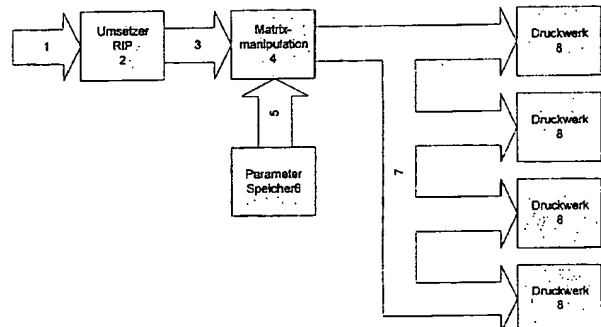 1
Umsetzer
RIP
2
3
Matrix-
manipulation
4
5
Parameter
Speicher6
7
Druckwerk
8
Druckwerk
8
Druckwerk
8
Druckwerk
8